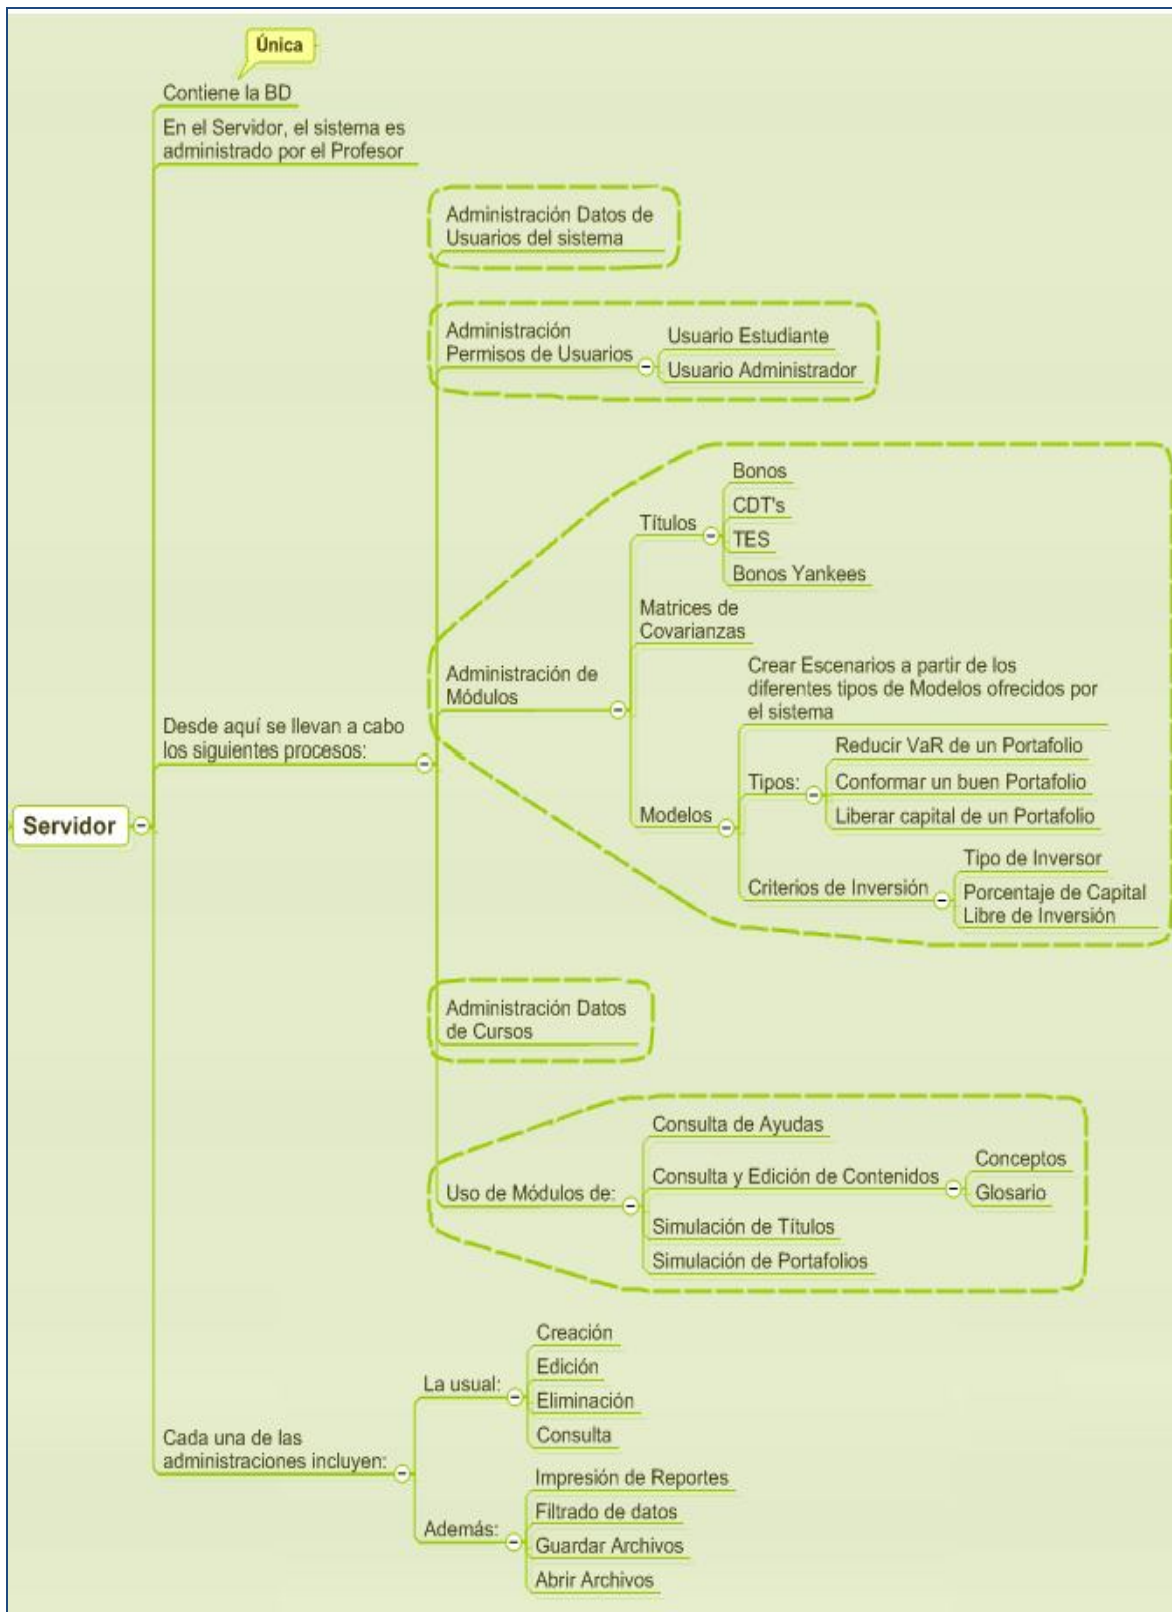 Única
Contiene la BD
En el Servidor, el sistema es
administrado por el Profesor
Administración Datos de
Usuarios del sistema
Administración
Permisos de Usuarios
Usuario Estudiante
Usuario Administrador
Bonos
CDT's
Títulos
TES
Bonos Yankees
Matrices de
Covarianzas
Administración de
Módulos
Crear Escenarios a partir de los
diferentes tipos de Modelos ofrecidos por
el sistema
Desde aquí se llevan a cabo
los siguientes procesos:
Reducir VaR de un Portafolio
Tipos:
Conformar un buen Portafolio
Modelos
Liberar capital de un Portafolio
Servidor
Tipo de Inversor
Criterios de Inversión
Porcentaje de Capital
Libre de Inversión
Administración Datos
de Cursos
Consulta de Ayudas
Uso de Módulos de:
Consulta y Edición de Contenidos
Conceptos
Glosario
Simulación de Títulos
Simulación de Portafolios
Creación
Edición
La usual:
Eliminación
Consulta
Cada una de las
administraciones incluyen:
Impresión de Reportes
Filtrado de datos
Además:
Guardar Archivos
Abrir Archivos